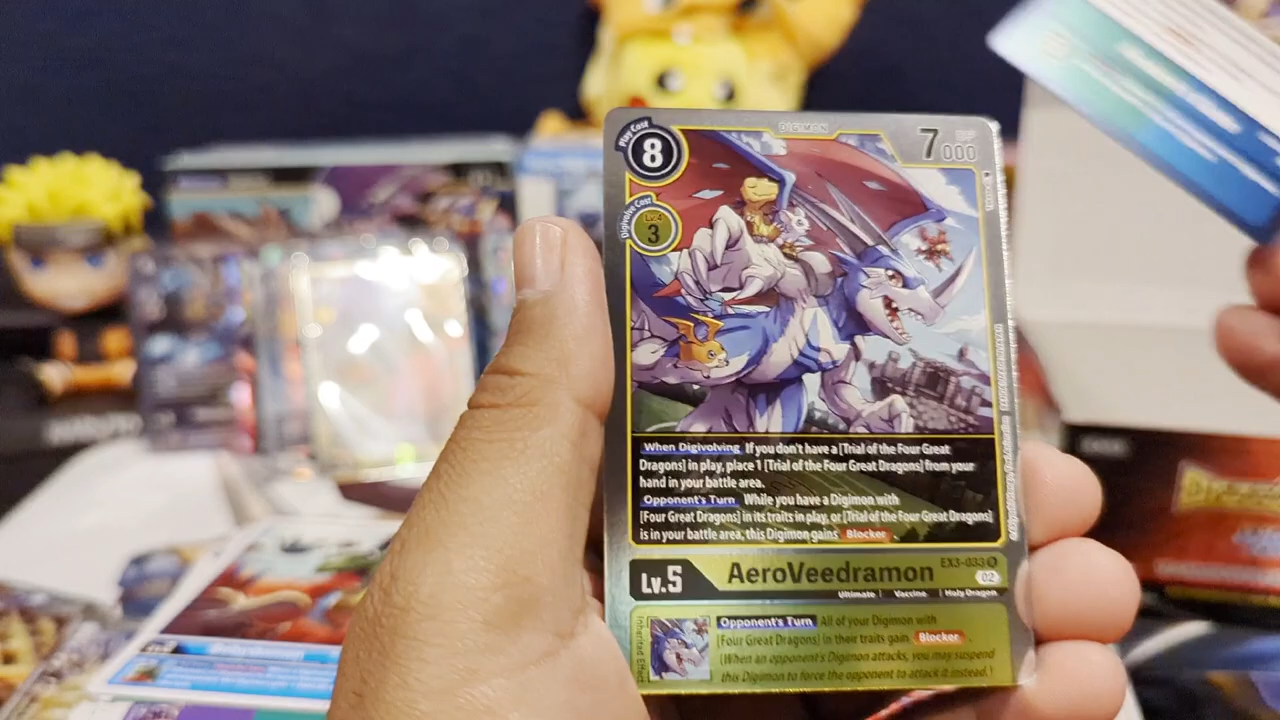 DIGIMON
Play Cost
8
7000
Digivolve Cost
Lv.4
3
When Digivolving If you don't have a [Trial of the Four Great
Dragons] in play, place 1 [Trial of the Four Great Dragons] from your
hand in your battle area.
Opponent's Turn While you have a Digimon with
[Four Great Dragons] in its traits in play, or [Trial of the Four Great Dragons]
is in your battle area, this Digimon gains Blocker
EX3-033 R
Lv.5 AeroVeedramon 02
Ultimate Vaccine Holy Dragon
Inherited Effect
Opponent's Turn All of your Digimon with
[Four Great Dragons] in their traits gain Blocker.
(When an opponent's Digimon attacks, you may suspend
this Digimon to force the opponent to attack it instead.)